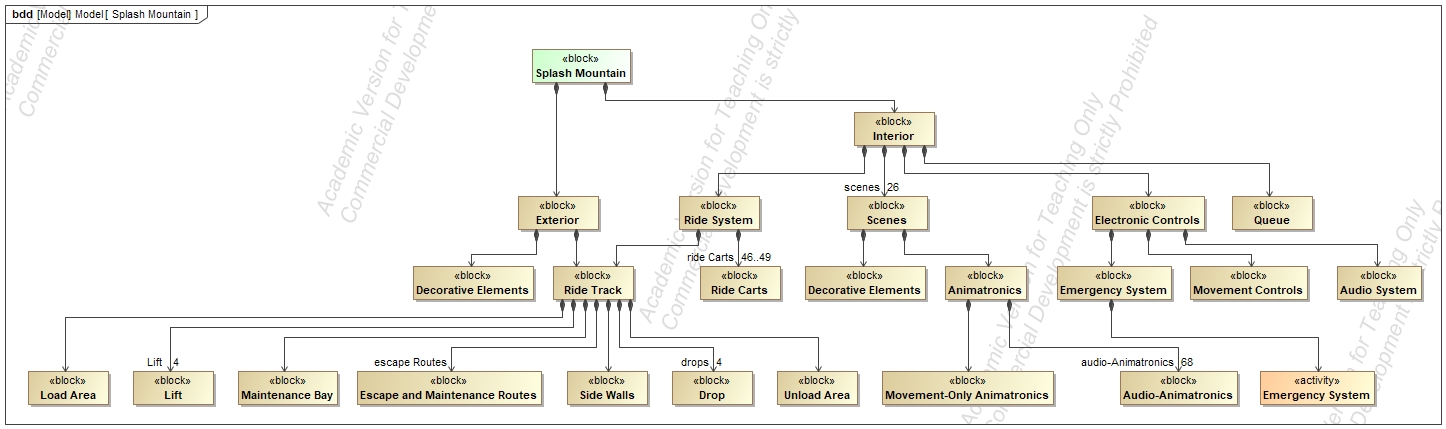 bdd [Model] Model [ Splash Mountain ]
«block»
Splash Mountain
«block»
Interior
scenes 26
«block»
Exterior
«block»
Ride System
«block»
Scenes
«block»
Electronic Controls
«block»
Queue
ride Carts 46..49
«block»
Decorative Elements
«block»
Ride Track
«block»
Ride Carts
«block»
Decorative Elements
«block»
Animatronics
«block»
Emergency System
«block»
Movement Controls
«block»
Audio System
Lift 4
escape Routes
drops 4
audio-Animatronics 68
«block»
Load Area
«block»
Lift
«block»
Maintenance Bay
«block»
Escape and Maintenance Routes
«block»
Side Walls
«block»
Drop
«block»
Unload Area
«block»
Movement-Only Animatronics
«block»
Audio-Animatronics
«activity»
Emergency System
Academic Version for Teaching Only
Commercial Development is strictly Prohibited